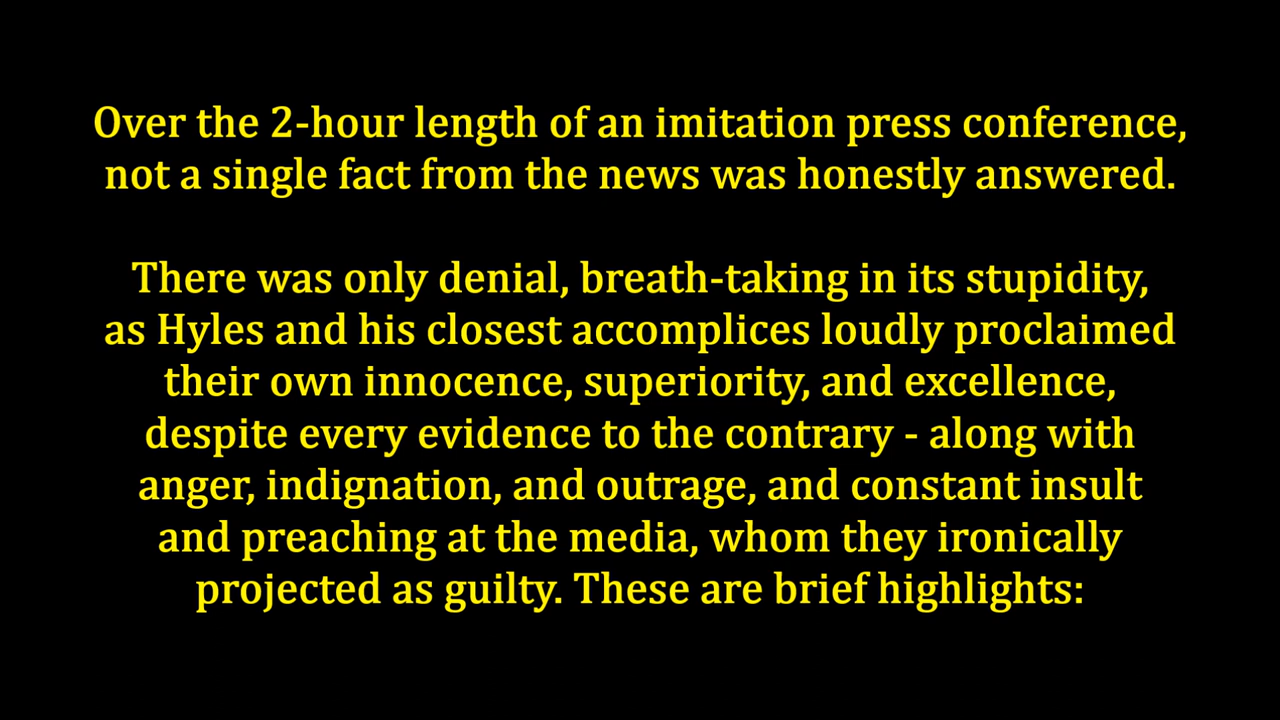 Over the 2-hour length of an imitation press conference,
not a single fact from the news was honestly answered.
There was only denial, breath-taking in its stupidity,
as Hyles and his closest accomplices loudly proclaimed
their own innocence, superiority, and excellence,
despite every evidence to the contrary - along with
anger, indignation, and outrage, and constant insult
and preaching at the media, whom they ironically
projected as guilty. These are brief highlights: